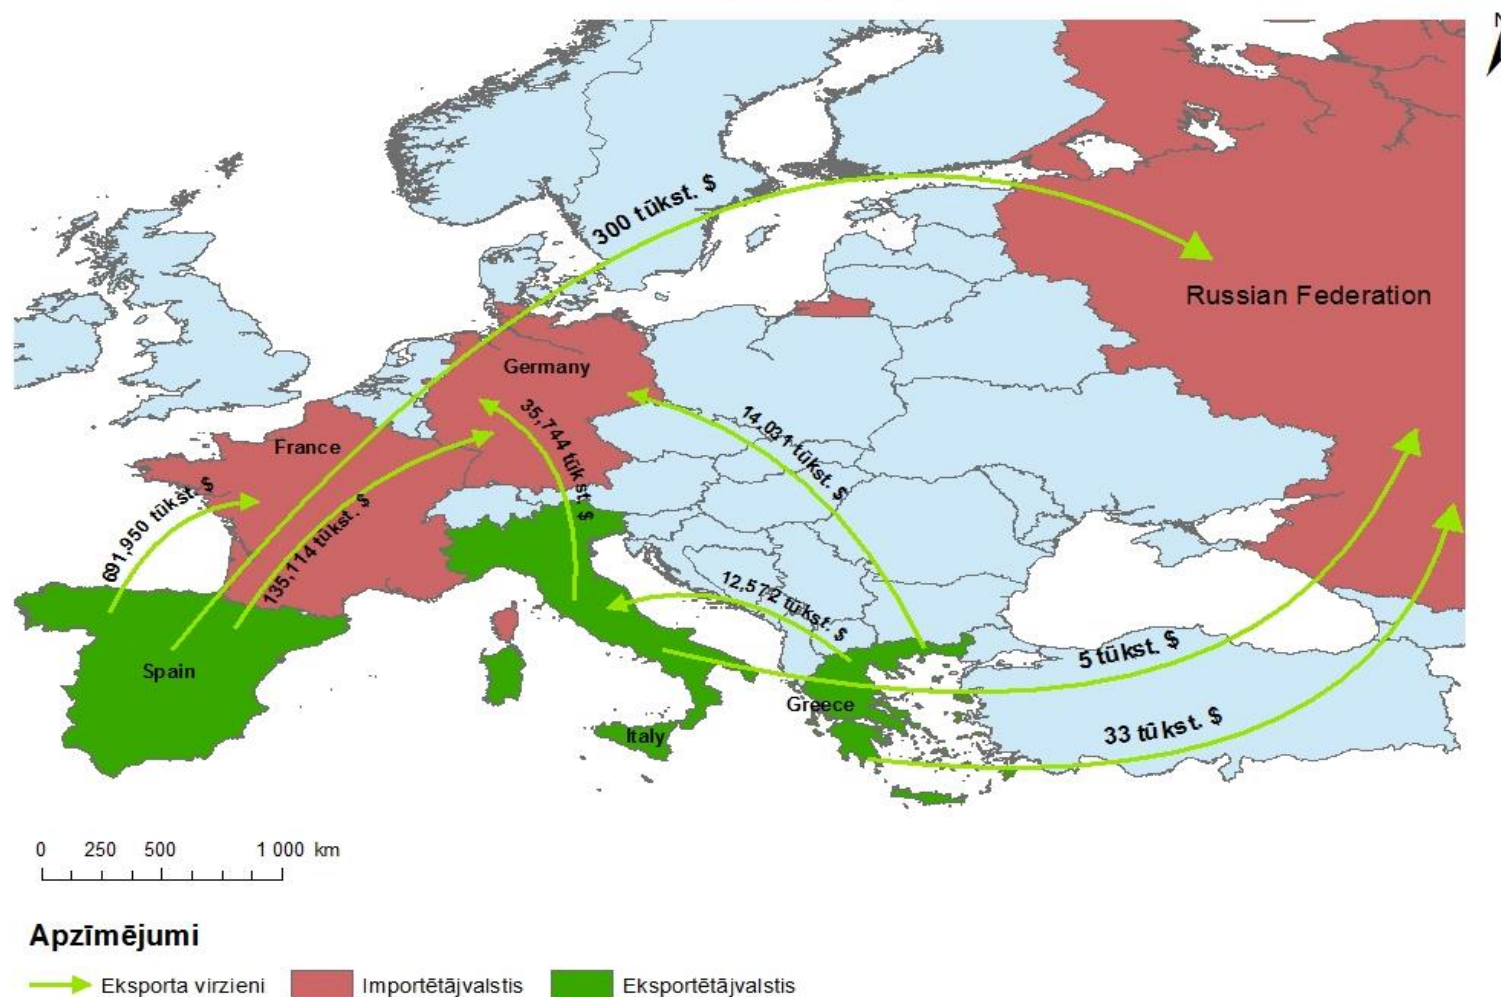 N
300 tūkst. $
Russian Federation
Germany
35,744 tūkst. $
14,031 tūkst. $
France
691,950 tūkst. $
135,114 tūkst. $
12,572 tūkst. $
Spain
5 tūkst. $
Greece
Italy
33 tūkst. $
0 250 500 1 000 km
Apzīmējumi
Eksporta virzieni Importētājvalstis Eksportētājvalstis